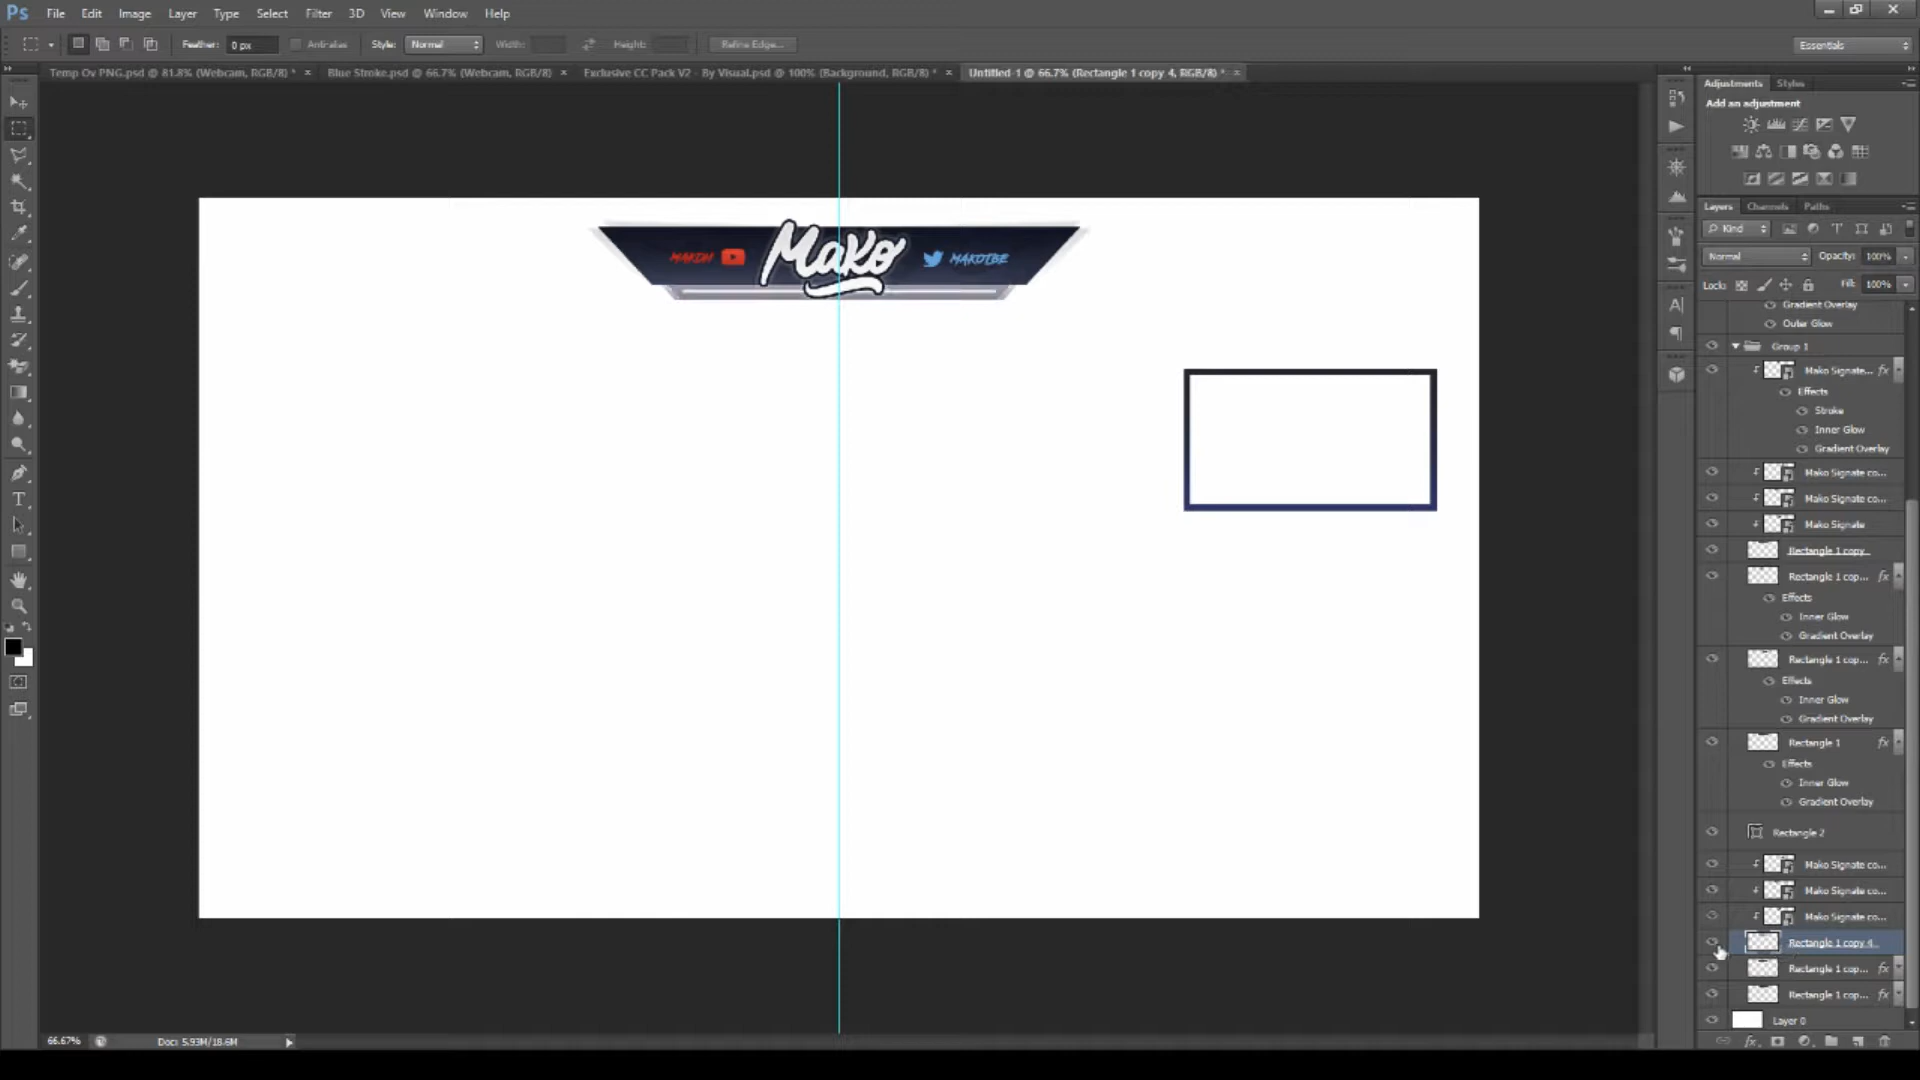 Ps File Edit Image Layer Type Select Filter 3D View Window Help
Feather: 0 px Anti-alias Style: Normal Width: Height: Refine Edge... Essentials
Temp Ov PNG.psd @ 81.8% (Webcam, RGB/8) * × Blue Stroke.psd @ 66.7% (Webcam, RGB/8) × Exclusive CC Pack V2 - By Visual.psd @ 100% (Background, RGB/8) * × Untitled-1 @ 66.7% (Rectangle 1 copy 4, RGB/8) * ×
Adjustments Styles
Add an adjustment
Layers Channels Paths
Kind
Normal Opacity: 100%
Lock: Fill: 100%
Gradient Overlay
Outer Glow
Group 1
Mako Signate... fx
Effects
Stroke
Inner Glow
Gradient Overlay
Mako Signate co...
Mako Signate co...
Mako Signate
Rectangle 1 copy...
Rectangle 1 cop... fx
Effects
Inner Glow
Gradient Overlay
Rectangle 1 cop... fx
Effects
Inner Glow
Gradient Overlay
Rectangle 1 fx
Effects
Inner Glow
Gradient Overlay
Rectangle 2
Mako Signate co...
Mako Signate co...
Mako Signate co...
Rectangle 1 copy 4
Rectangle 1 cop... fx
Rectangle 1 cop... fx
Layer 0
Mako
MAKOTBE
66.67% Doc: 5.93M/18.6M